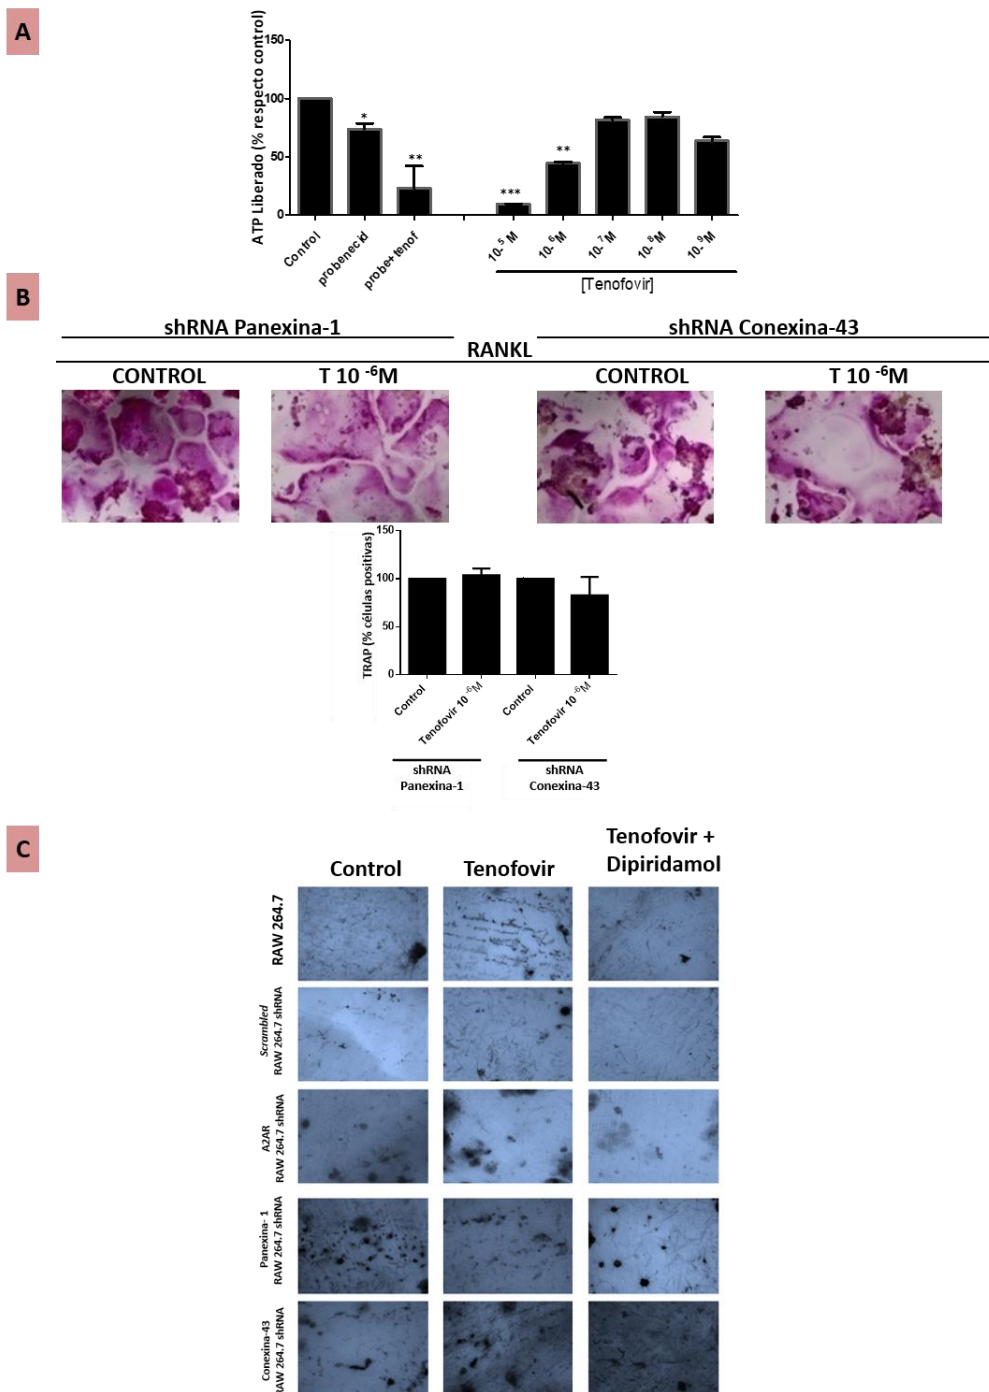 A
ATP Liberado (% respecto control)
150
100
50
0
*
**
***
**
Control
probenecid
probe+tenof
10-⁵ M
10-⁶ M
10-⁷ M
10-⁸ M
10-⁹ M
[Tenofovir]
B
shRNA Panexina-1
shRNA Conexina-43
RANKL
CONTROL
T 10 ⁻⁶M
CONTROL
T 10 ⁻⁶M
TRAP (% células positivas)
150
100
50
0
Control
Tenofovir 10 ⁻⁶M
Control
Tenofovir 10 ⁻⁶M
shRNA
Panexina-1
shRNA
Conexina-43
C
Control
Tenofovir
Tenofovir +
Dipiridamol
RAW 264.7
Scrambled
RAW 264.7 shRNA
A2AR
RAW 264.7 shRNA
Panexina- 1
RAW 264.7 shRNA
Conexina-43
RAW 264.7 shRNA